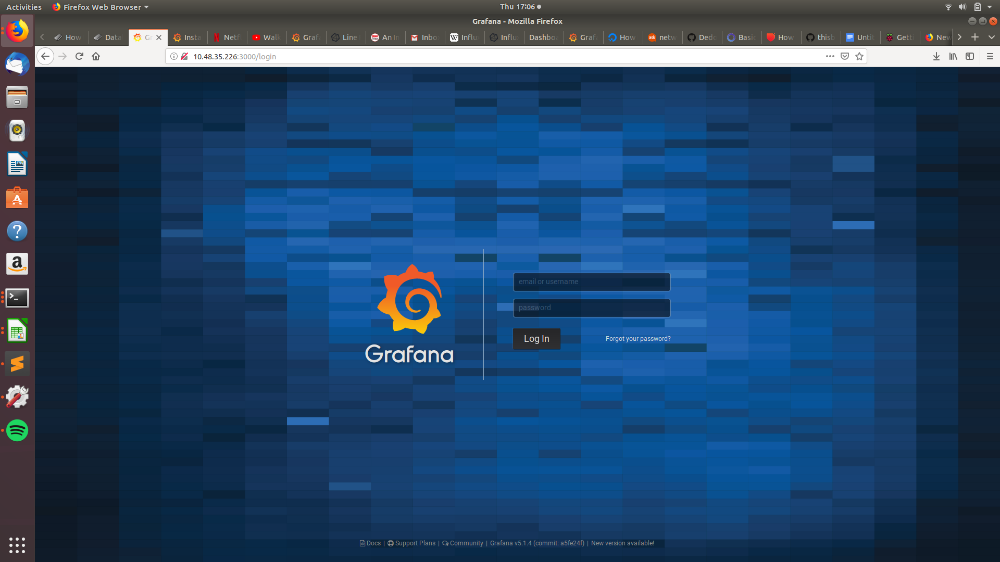 Activities Firefox Web Browser Thu 17:06
Grafana - Mozilla Firefox
How Data Gr Insta Netf Walk Graf Line An In Inbo Influ Influ Dashbo Graf How netw Dedo Basic How thisb Untit Getti New
10.48.35.226:3000/login
email or username
password
Log In Forgot your password?
Grafana
Docs | Support Plans | Community | Grafana v5.1.4 (commit: a5fe24f) | New version available!